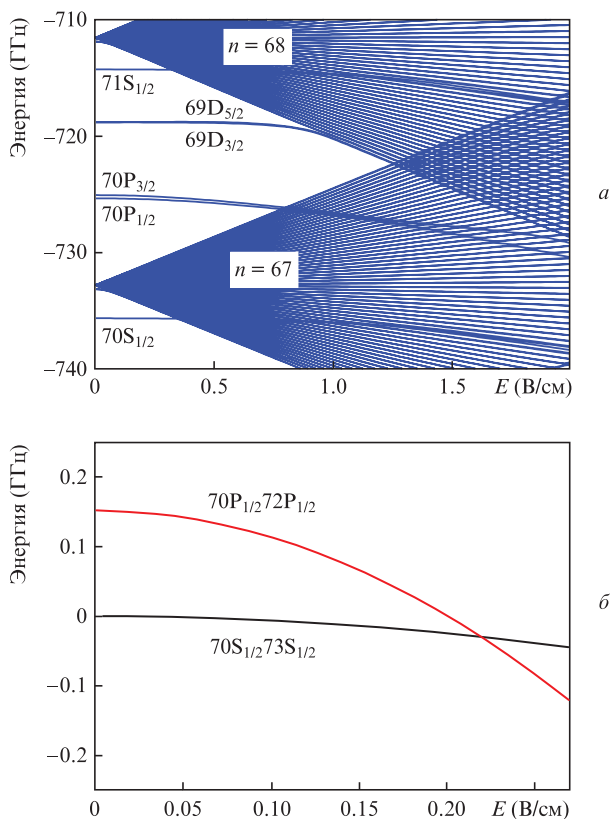 Энергия (ГГц)
–710
–720
–730
–740
n = 68
71S1/2
69D5/2
69D3/2
70P3/2
70P1/2
n = 67
70S1/2
0
0.5
1.0
1.5
E (В/см)
а
Энергия (ГГц)
0.2
0.1
0
–0.1
–0.2
70P1/272P1/2
70S1/273S1/2
0
0.05
0.10
0.15
0.20
E (В/см)
б